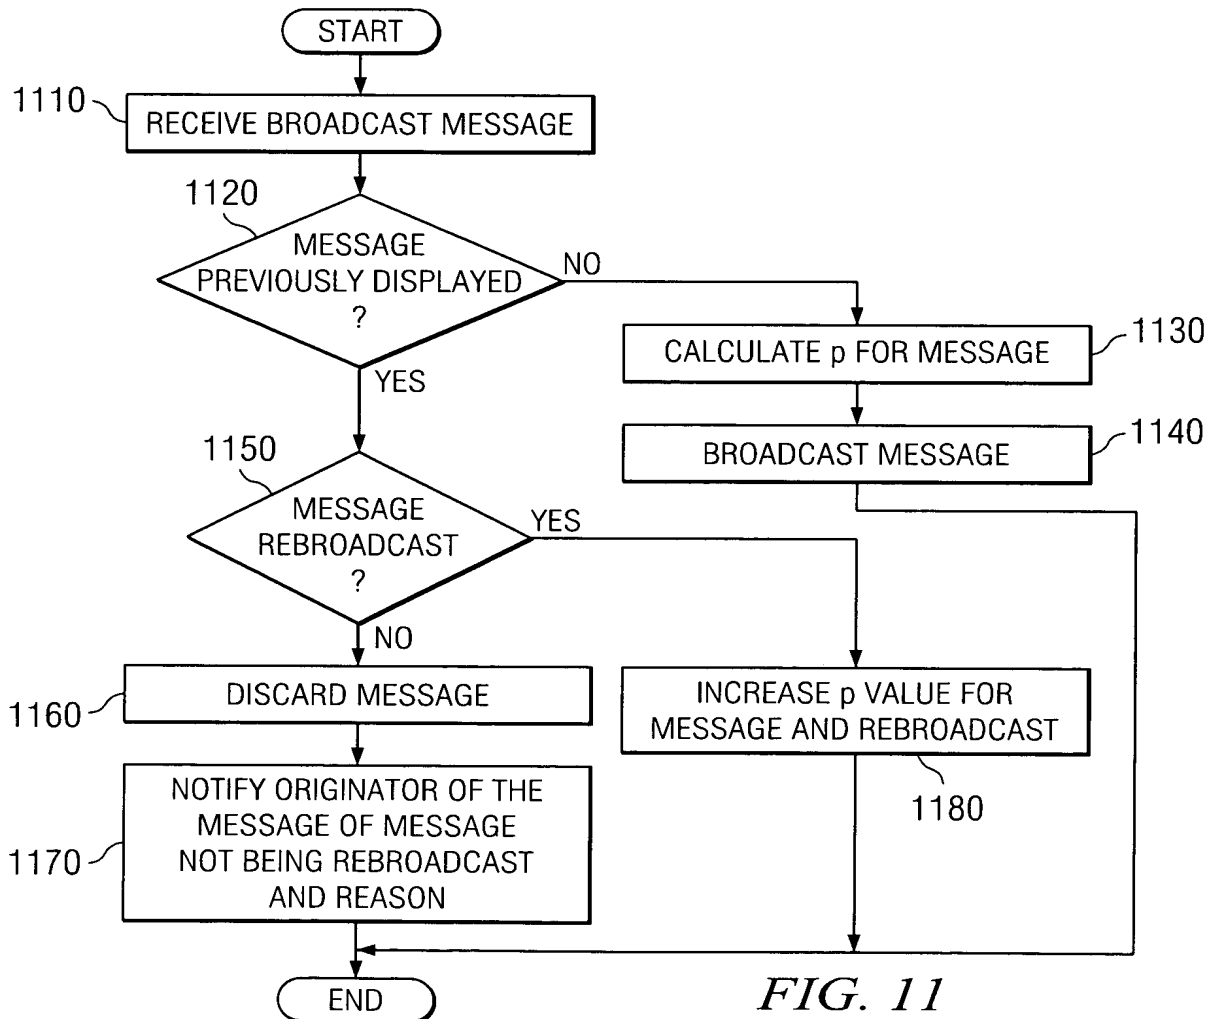 START
1110
RECEIVE BROADCAST MESSAGE
1120
MESSAGE
PREVIOUSLY DISPLAYED
?
NO
YES
CALCULATE p FOR MESSAGE
1130
BROADCAST MESSAGE
1140
1150
MESSAGE
REBROADCAST
?
YES
NO
DISCARD MESSAGE
1160
INCREASE p VALUE FOR
MESSAGE AND REBROADCAST
1180
NOTIFY ORIGINATOR OF THE
MESSAGE OF MESSAGE
NOT BEING REBROADCAST
AND REASON
1170
END
FIG. 11